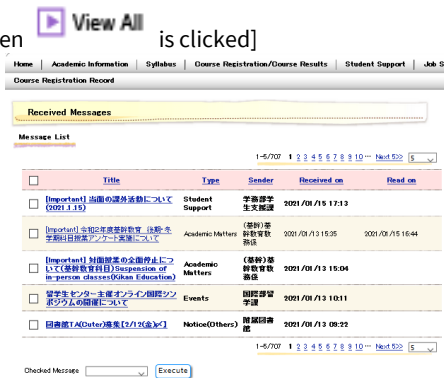 en View All is clicked]
Home | Academic Information | Syllabus | Course Registration/Course Results | Student Support | Job S
Course Registration Record
Received Messages
Message List
1-5/707 1 2 3 4 5 6 7 8 9 10 ... Next 5>> 5
Title Type Sender Received on Read on
[Important] 当面の課外活動について
(2021.1.15)
Student
Support
学務部学
生支援課
2021/01/15 17:13
[Important] 令和2年度基幹教育 後期・冬
学期科目授業アンケート実施について
Academic Matters
(基幹)基
幹教育教
務係
2021/01/13 15:35
2021/01/15 16:44
[Important] 対面授業の全面停止につ
いて(基幹教育科目)Suspension of
in-person classes(Kikan Education)
Academic
Matters
(基幹)基
幹教育教
務係
2021/01/13 15:04
留学生センター主催オンライン国際シン
ポジウムの開催について
Events
国際部留
学課
2021/01/13 10:11
図書館TA(Cuter)募集【2/12(金)〆】
Notice(Others)
附属図書
館
2021/01/13 09:22
1-5/707 1 2 3 4 5 6 7 8 9 10 ... Next 5>> 5
Checked Message Execute